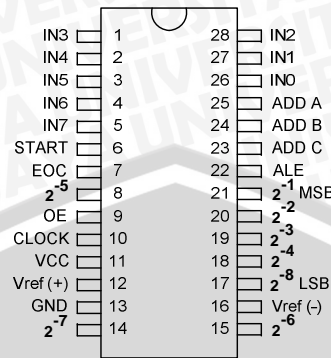 IN3 1 28 IN2
IN4 2 27 IN1
IN5 3 26 IN0
IN6 4 25 ADD A
IN7 5 24 ADD B
START 6 23 ADD C
EOC 7 22 ALE
2⁻⁵ 8 21 2⁻¹ MSB
OE 9 20 2⁻²
CLOCK 10 19 2⁻³
VCC 11 18 2⁻⁴
Vref (+) 12 17 2⁻⁸ LSB
GND 13 16 Vref (–)
2⁻⁷ 14 15 2⁻⁶